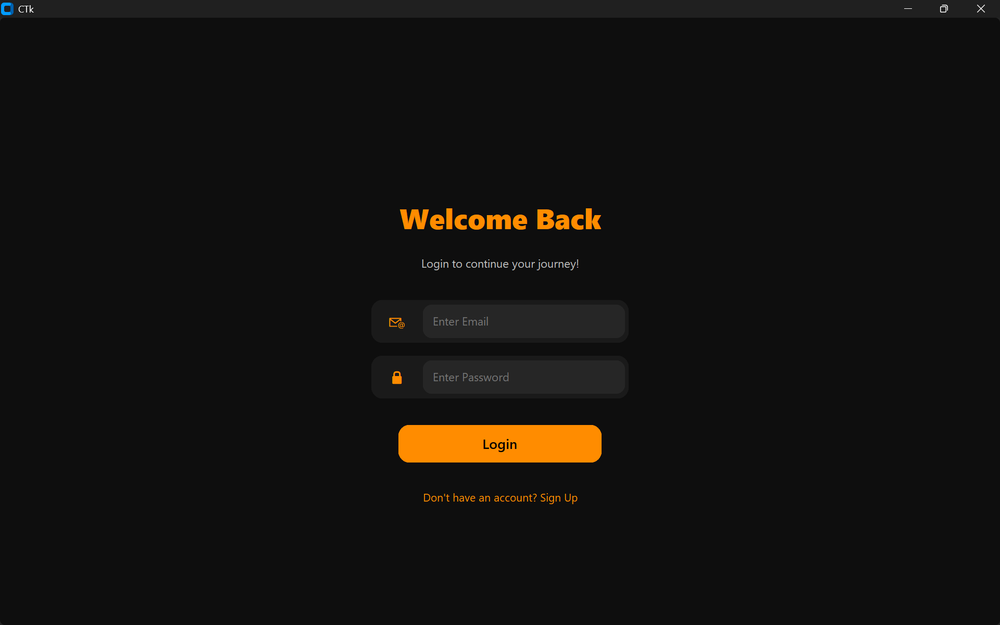 CTk
Welcome Back
Login to continue your journey!
Enter Email
Enter Password
Login
Don't have an account? Sign Up